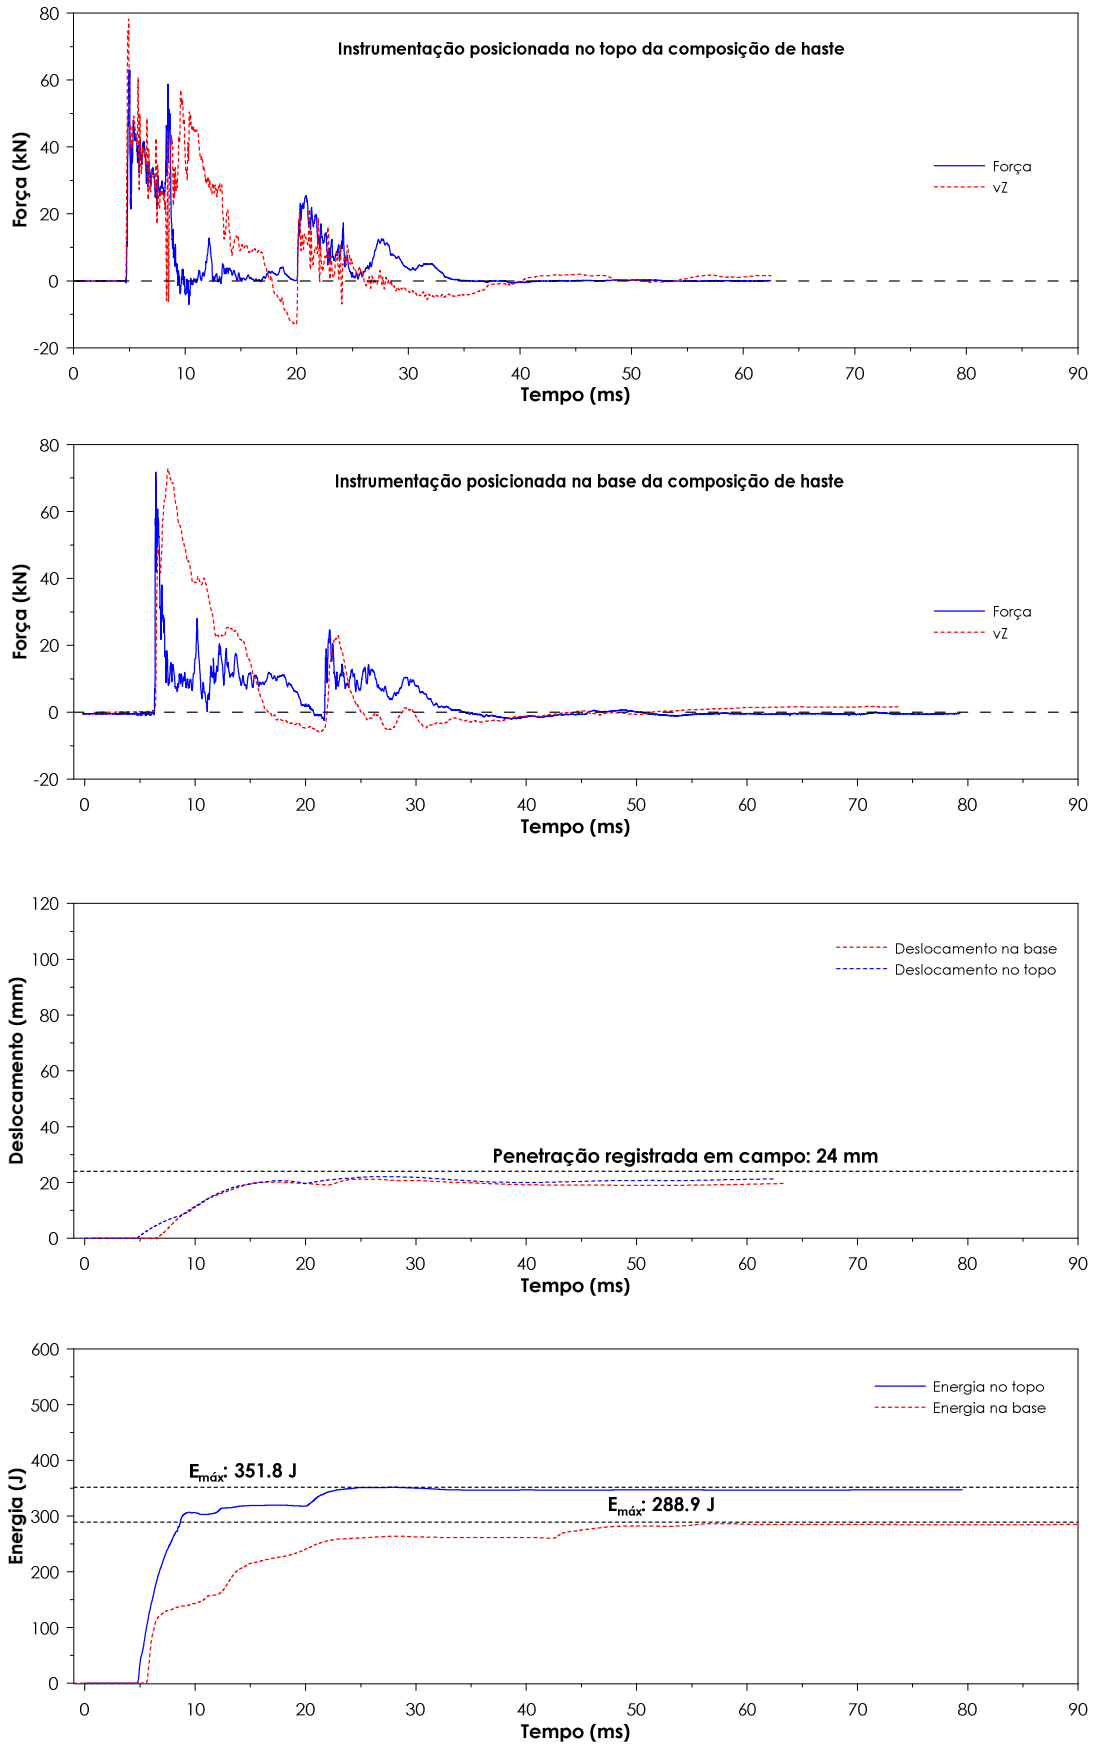 80
60
40
20
0
-20
Força (kN)
Instrumentação posicionada no topo da composição de haste
Força
vZ
0 10 20 30 40 50 60 70 80 90
Tempo (ms)
80
60
40
20
0
-20
Força (kN)
Instrumentação posicionada na base da composição de haste
Força
vZ
0 10 20 30 40 50 60 70 80 90
Tempo (ms)
120
100
80
60
40
20
0
Deslocamento (mm)
Deslocamento na base
Deslocamento no topo
Penetração registrada em campo: 24 mm
0 10 20 30 40 50 60 70 80 90
Tempo (ms)
600
500
400
300
200
100
0
Energia (J)
Energia no topo
Energia na base
Emáx: 351.8 J
Emáx: 288.9 J
0 10 20 30 40 50 60 70 80 90
Tempo (ms)